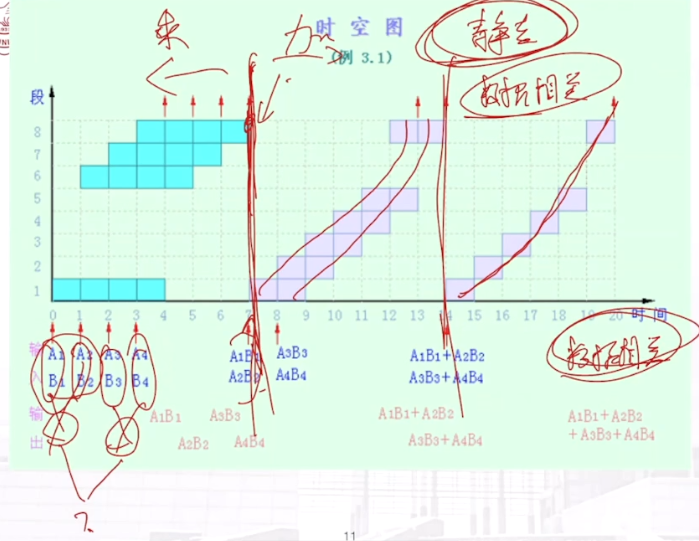 时空图
(例 3.1)
乘
加
静态
数据相关
段
8
7
6
5
4
3
2
1
0 1 2 3 4 5 6 7 8 9 10 11 12 13 14 15 16 17 18 19 20 时间
输入
A1 A2 A3 A4 A1B1 A3B3 A1B1+A2B2
B1 B2 B3 B4 A2B2 A4B4 A3B3+A4B4
数据相关
输出
A1B1 A3B3 A1B1+A2B2 A1B1+A2B2
A2B2 A4B4 A3B3+A4B4 +A3B3+A4B4
11